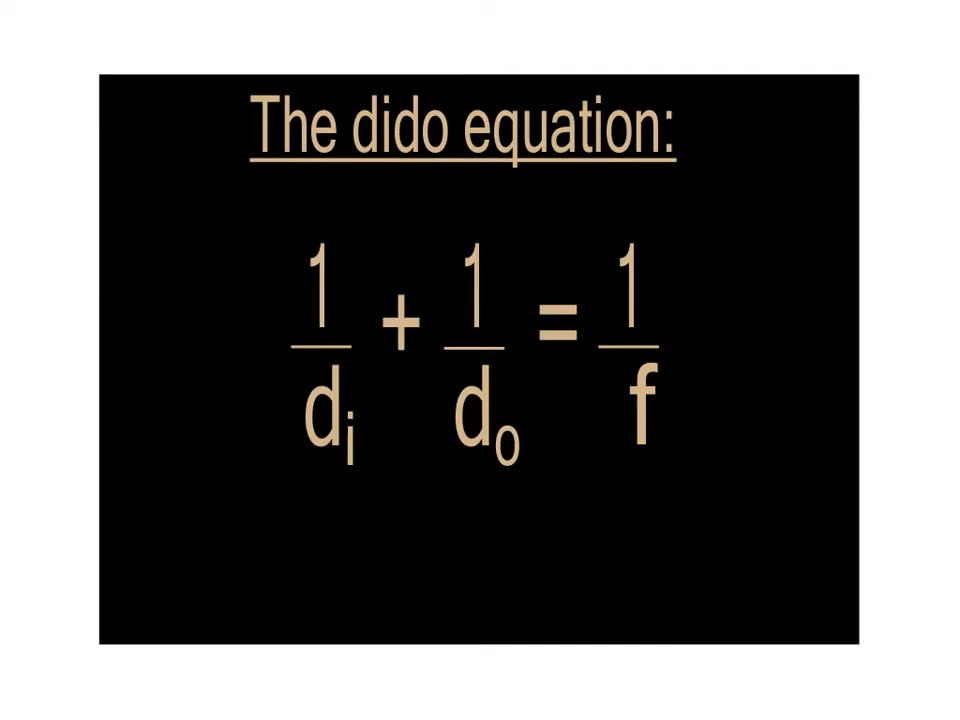 The dido equation:
1/dᵢ + 1/dₒ = 1/f